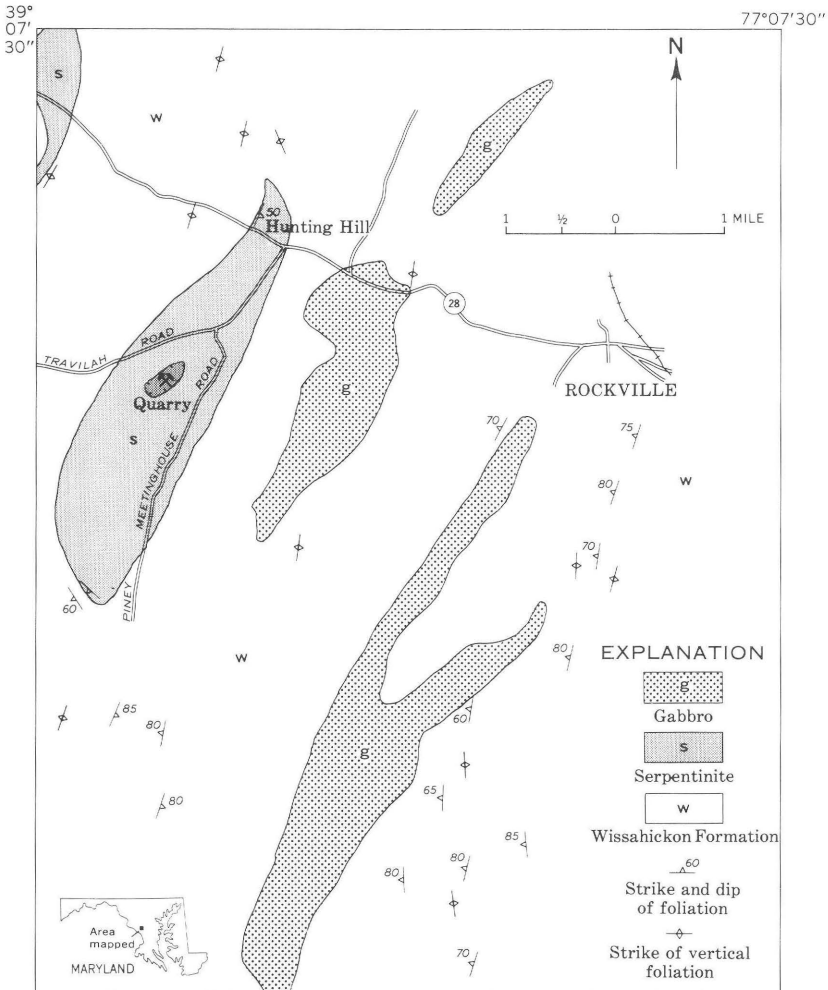 39°
07'
30"
77°07'30"
N
s
w
g
50
Hunting Hill
1 ½ 0 1 MILE
28
TRAVILAH ROAD
ROAD
ROCKVILLE
Quarry
g
s
70
75
MEETINGHOUSE
w
80
70
60
PINEY
w
80
EXPLANATION
g
Gabbro
85
80
60
g
s
Serpentinite
65
80
w
Wissahickon Formation
85
80
80
60
Strike and dip
of foliation
Area
mapped
MARYLAND
70
Strike of vertical
foliation